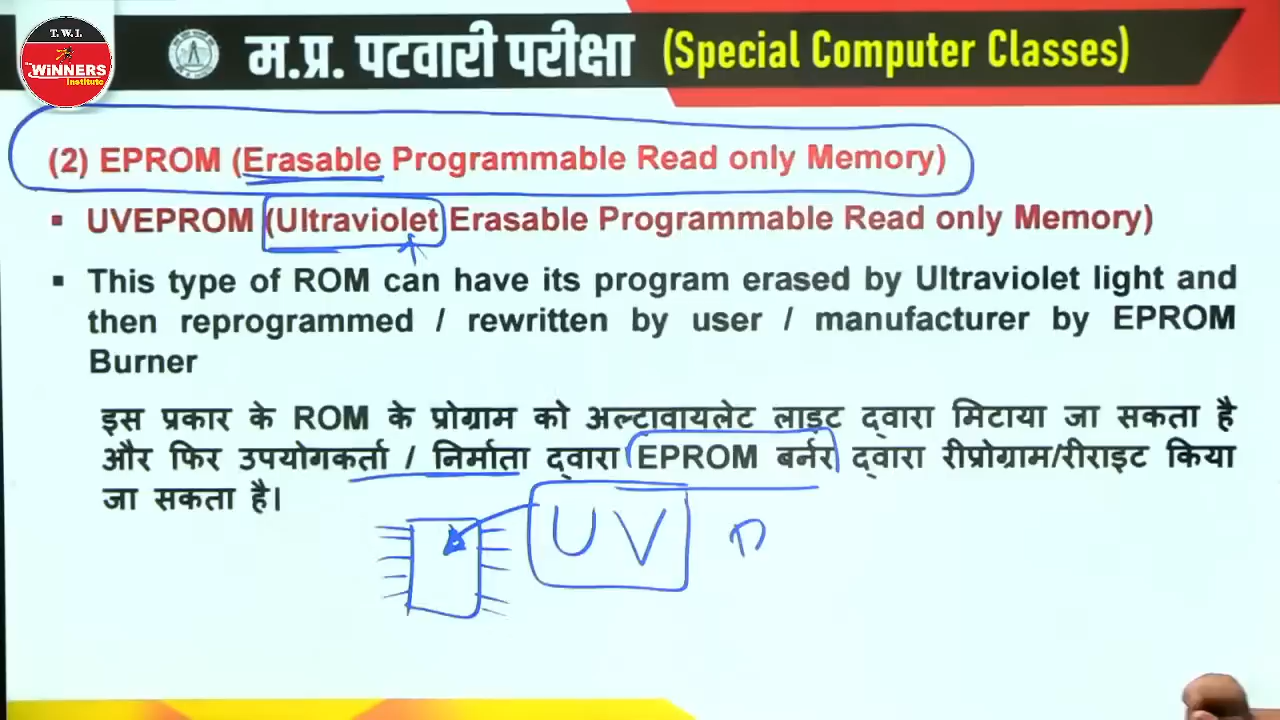 T.W.I.
WiNNERS
institute
म.प्र. पटवारी परीक्षा (Special Computer Classes)
(2) EPROM (Erasable Programmable Read only Memory)
▪ UVEPROM (Ultraviolet Erasable Programmable Read only Memory)
▪ This type of ROM can have its program erased by Ultraviolet light and
then reprogrammed / rewritten by user / manufacturer by EPROM
Burner
इस प्रकार के ROM के प्रोग्राम को अल्टावायलेट लाइट द्वारा मिटाया जा सकता है
और फिर उपयोगकर्ता / निर्माता द्वारा EPROM बर्नर द्वारा रीप्रोग्राम/रीराइट किया
जा सकता है।
UV